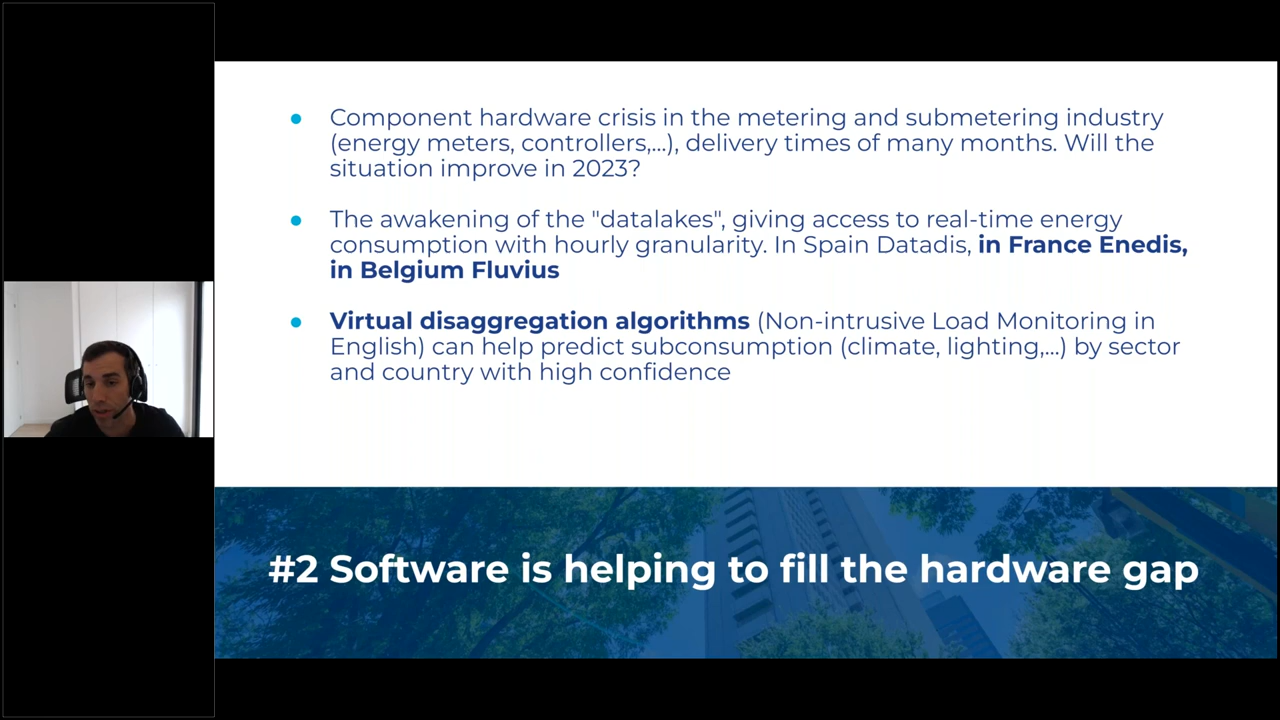 Component hardware crisis in the metering and submetering industry
(energy meters, controllers,...), delivery times of many months. Will the
situation improve in 2023?
The awakening of the "datalakes", giving access to real-time energy
consumption with hourly granularity. In Spain Datadis, in France Enedis,
in Belgium Fluvius
Virtual disaggregation algorithms (Non-intrusive Load Monitoring in
English) can help predict subconsumption (climate, lighting,...) by sector
and country with high confidence
#2 Software is helping to fill the hardware gap